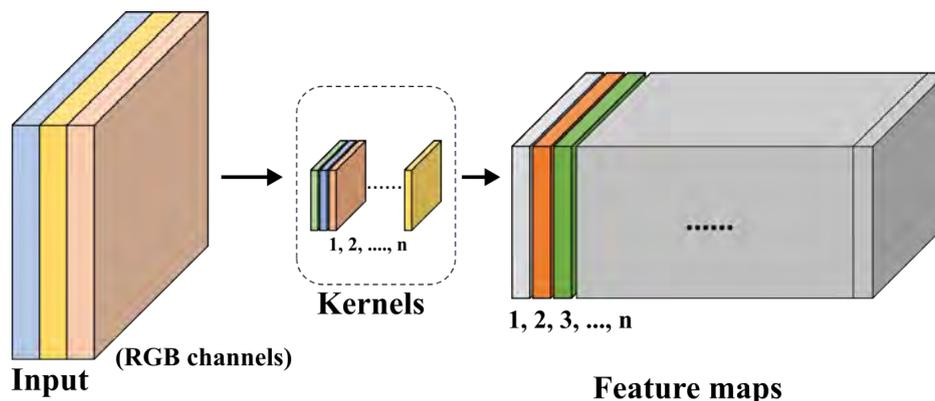 ......
1, 2, ...., n
Kernels
......
1, 2, 3, ..., n
(RGB channels)
Input
Feature maps